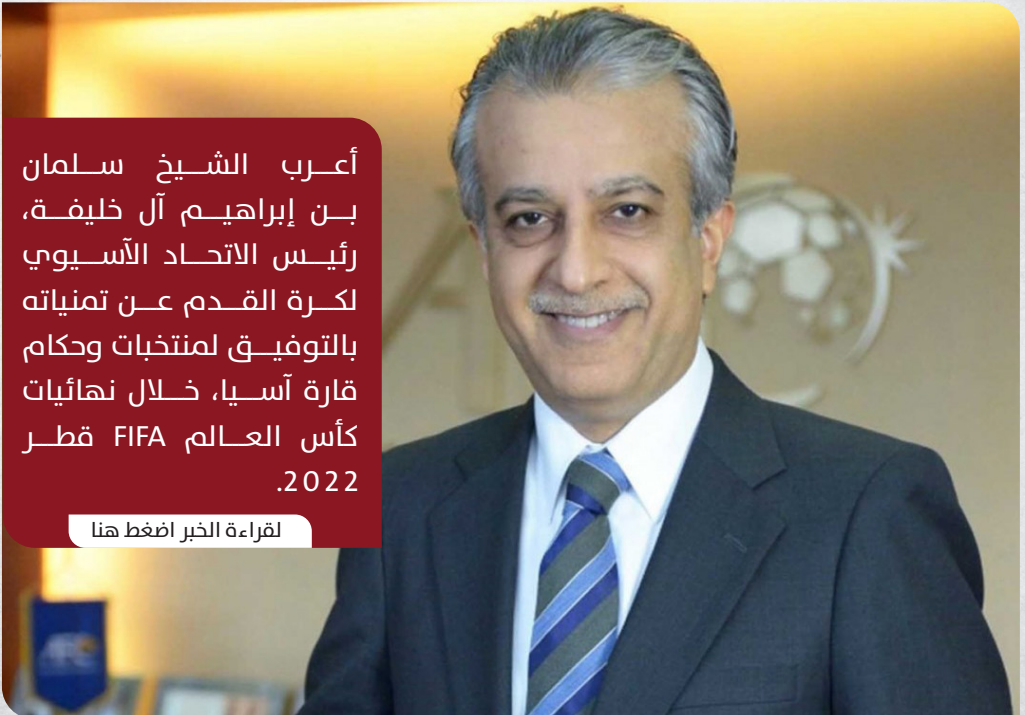 أعرب الشيخ سلمان
بن إبراهيم آل خليفة،
رئيس الاتحاد الآسيوي
لكرة القدم عن تمنياته
بالتوفيق لمنتخبات وحكام
قارة آسيا، خلال نهائيات
كأس العالم FIFA قطر
2022.
لقراءة الخبر اضغط هنا
AFC